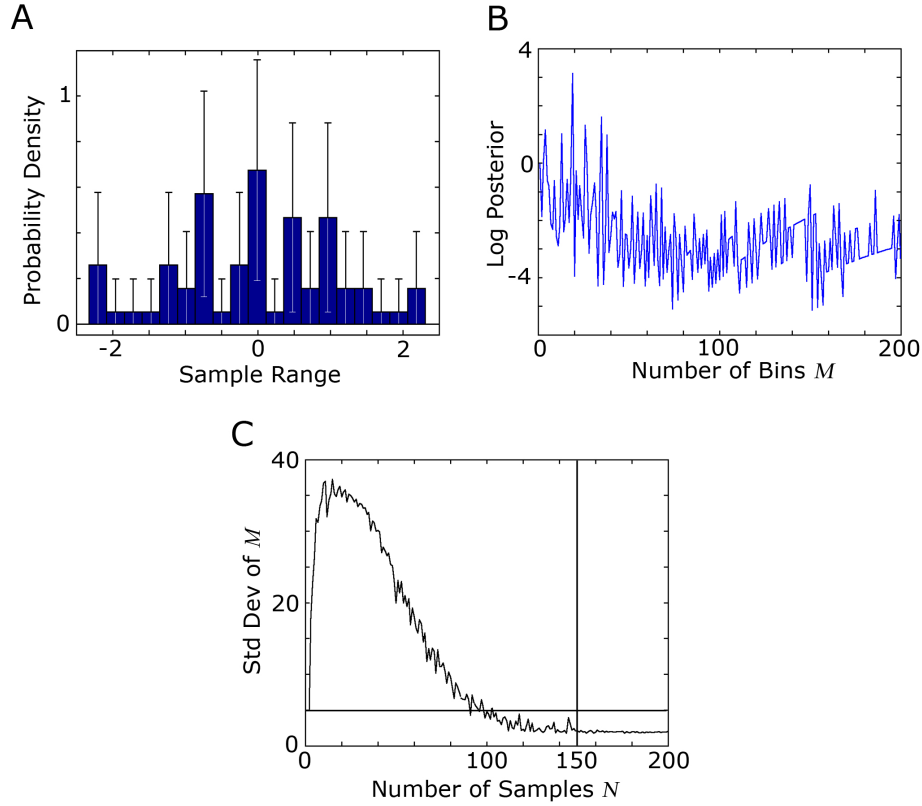 A
B
1
0
Probability Density
-2
0
2
Sample Range
4
0
-4
Log Posterior
0
100
200
Number of Bins M
C
40
20
0
Std Dev of M
0
100
150
200
Number of Samples N